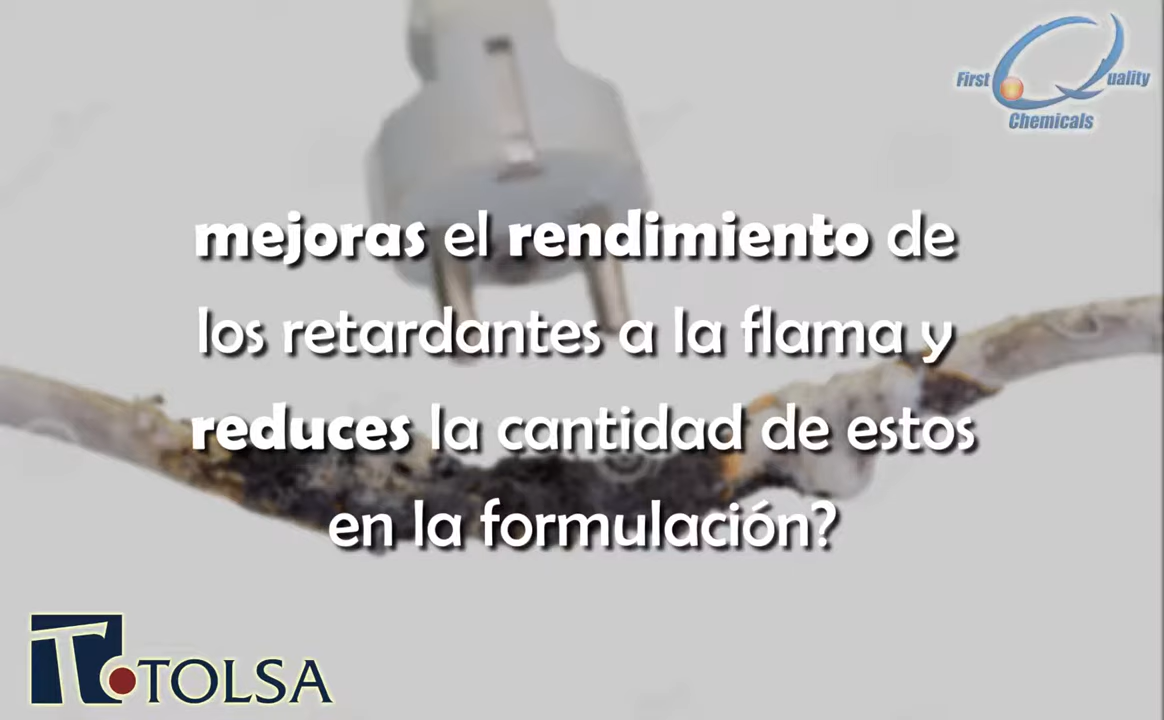 First Quality
Chemicals
mejoras el rendimiento de
los retardantes a la flama y
reduces la cantidad de estos
en la formulación?
TOLSA